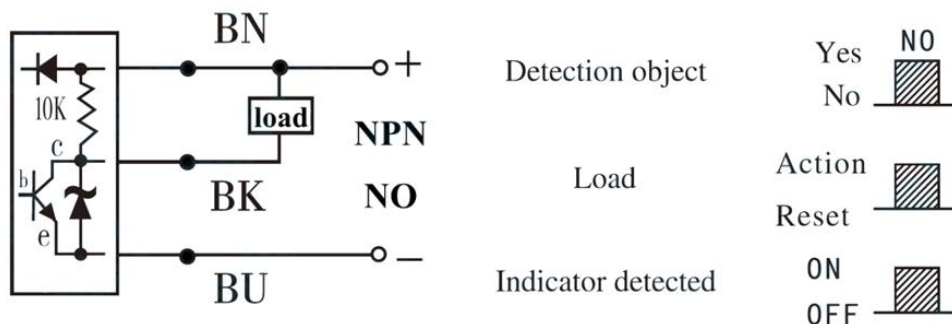 BN
+
10K
load
NPN
c
b
BK
NO
e
−
BU
Detection object
Yes
NO
No
Load
Action
Reset
Indicator detected
ON
OFF